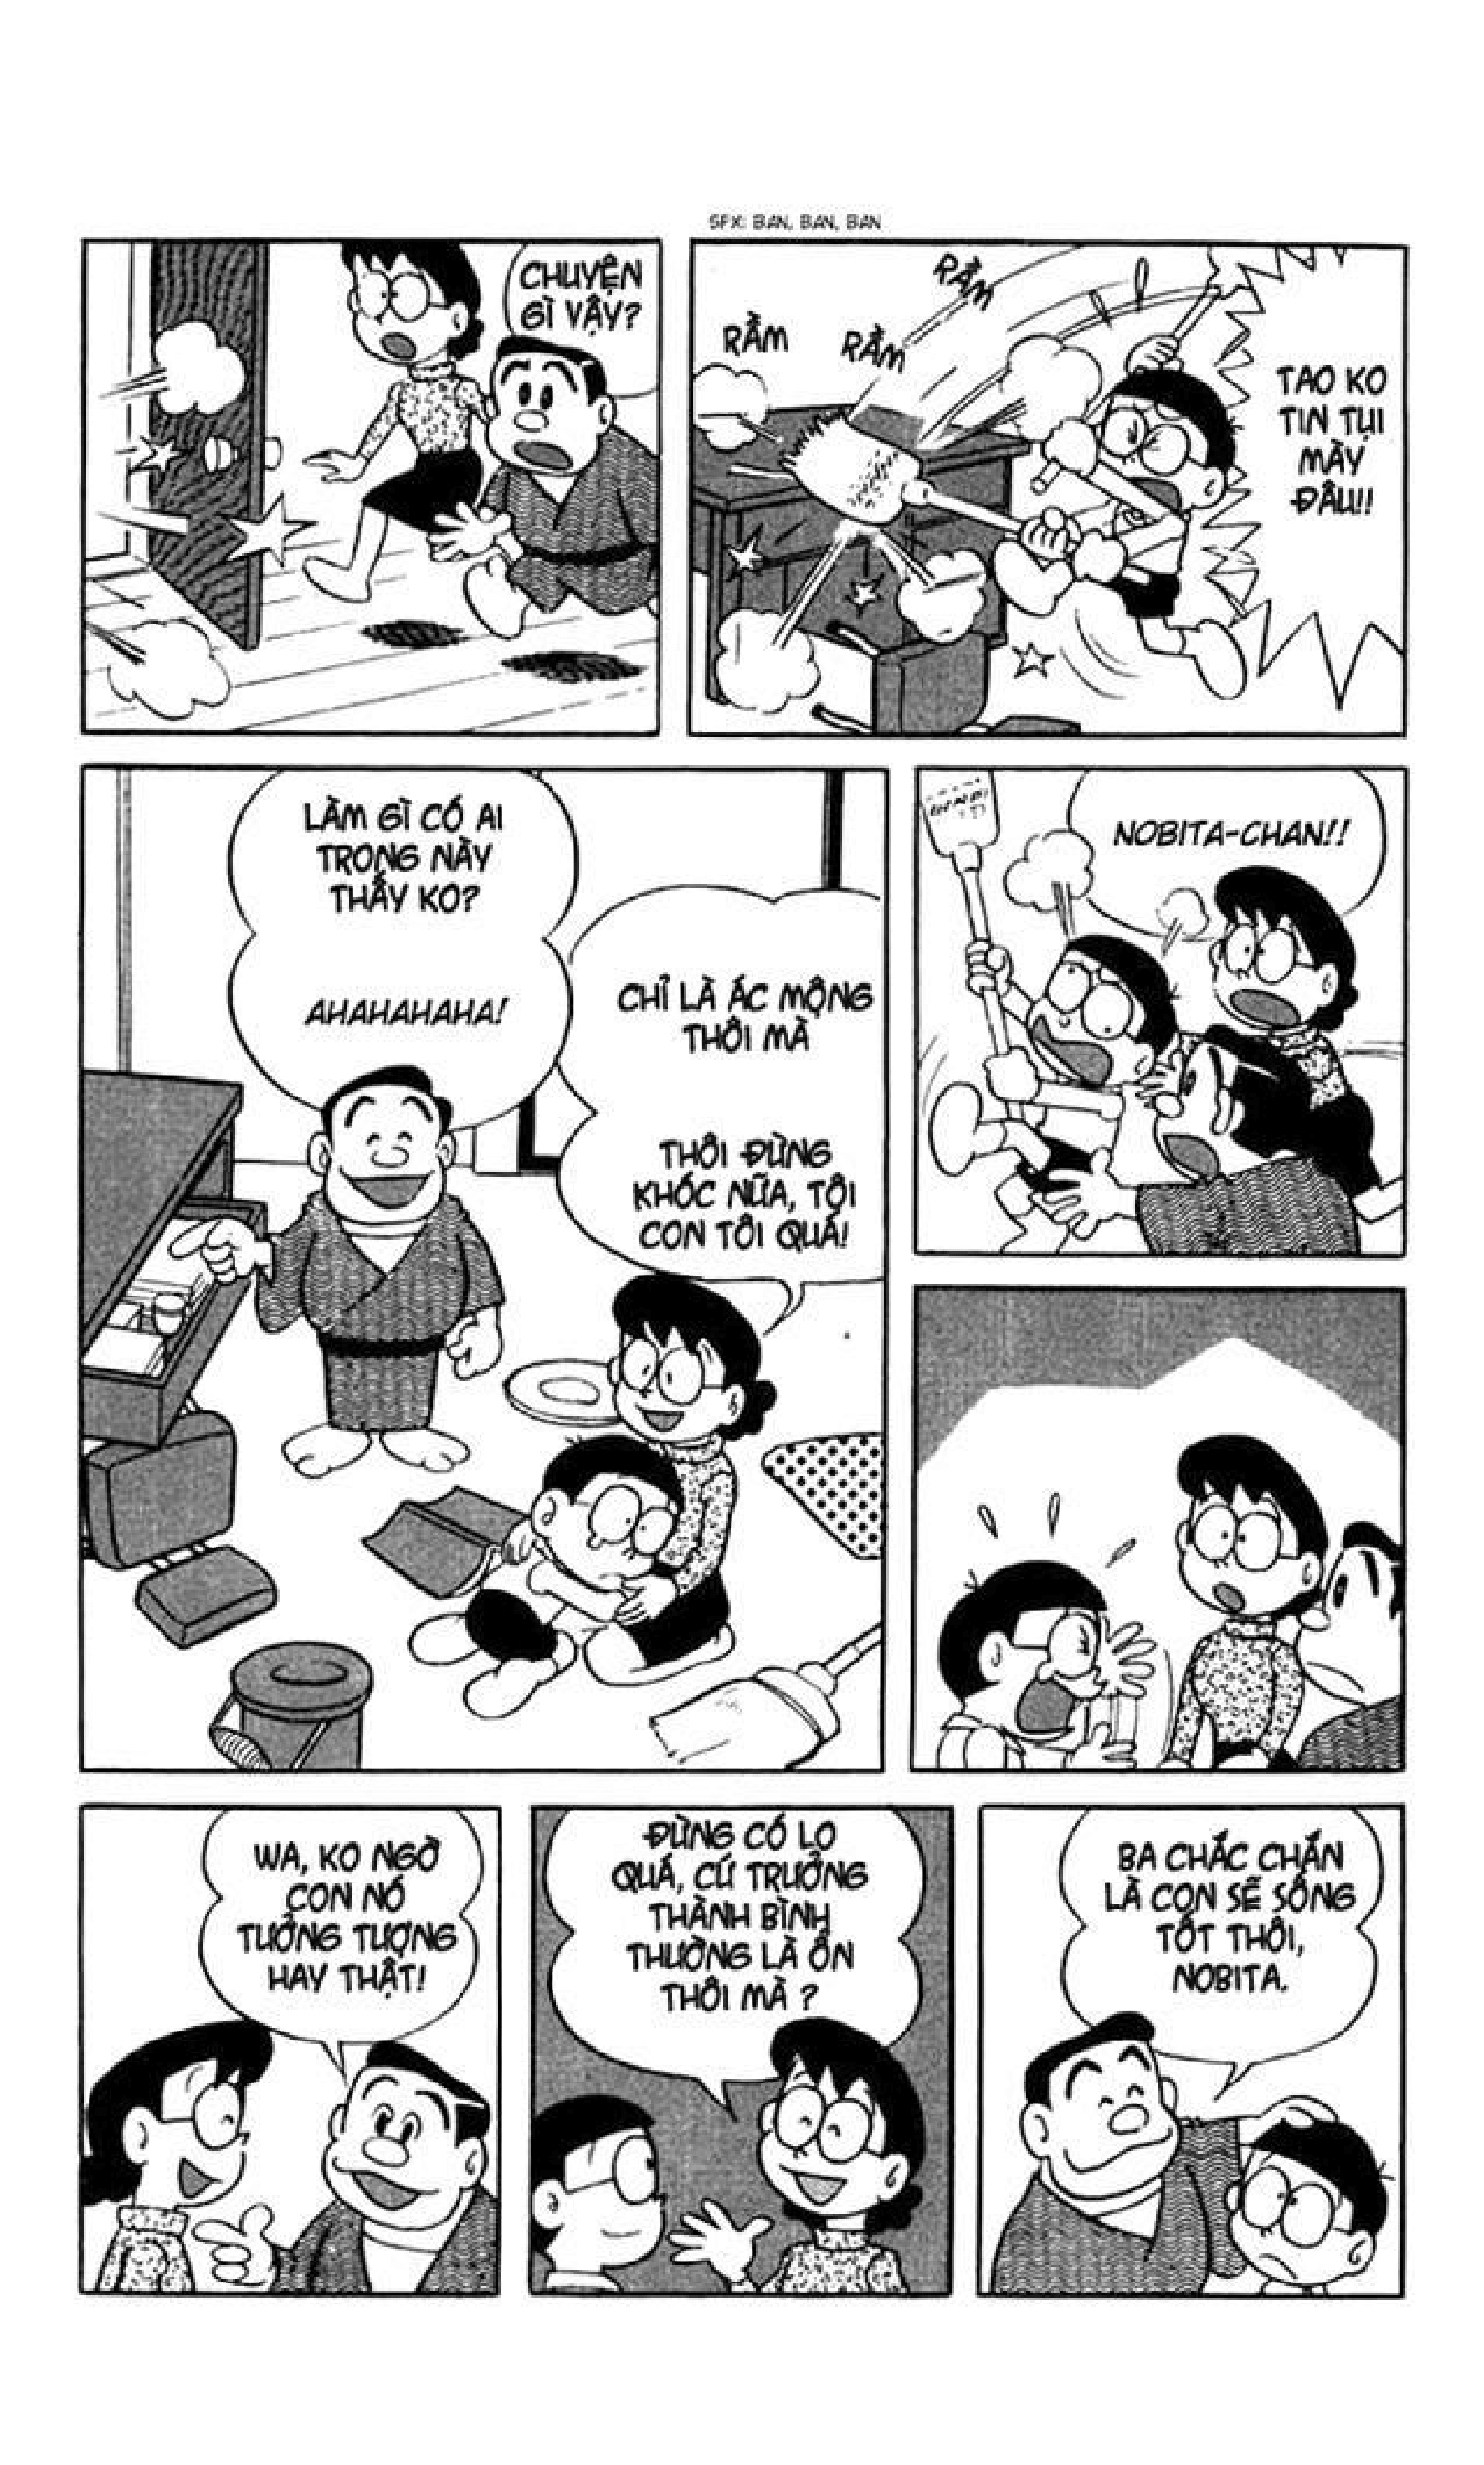 SFX: BAN, BAN, BAN
RẦM
RẦM
RẦM
TAO KO
TIN TỤI
MÀY
ĐÂU!!
CHUYỆN
GÌ VẬY?
NOBITA-CHAN!!
LÀM GÌ CÓ AI
TRONG NÀY
THẤY KO?
AHAHAHAHA!
CHỈ LÀ ÁC MỘNG
THÔI MÀ
THÔI ĐỪNG
KHÓC NỮA, TỘI
CON TÔI QUÁ!
BA CHẮC CHẮN
LÀ CON SẼ SỐNG
TỐT THÔI,
NOBITA.
ĐỪNG CÓ LO
QUÁ, CỨ TRƯỞNG
THÀNH BÌNH
THƯỜNG LÀ ỔN
THÔI MÀ ?
WA, KO NGỜ
CON NÓ
TƯỞNG TƯỢNG
HAY THẬT!